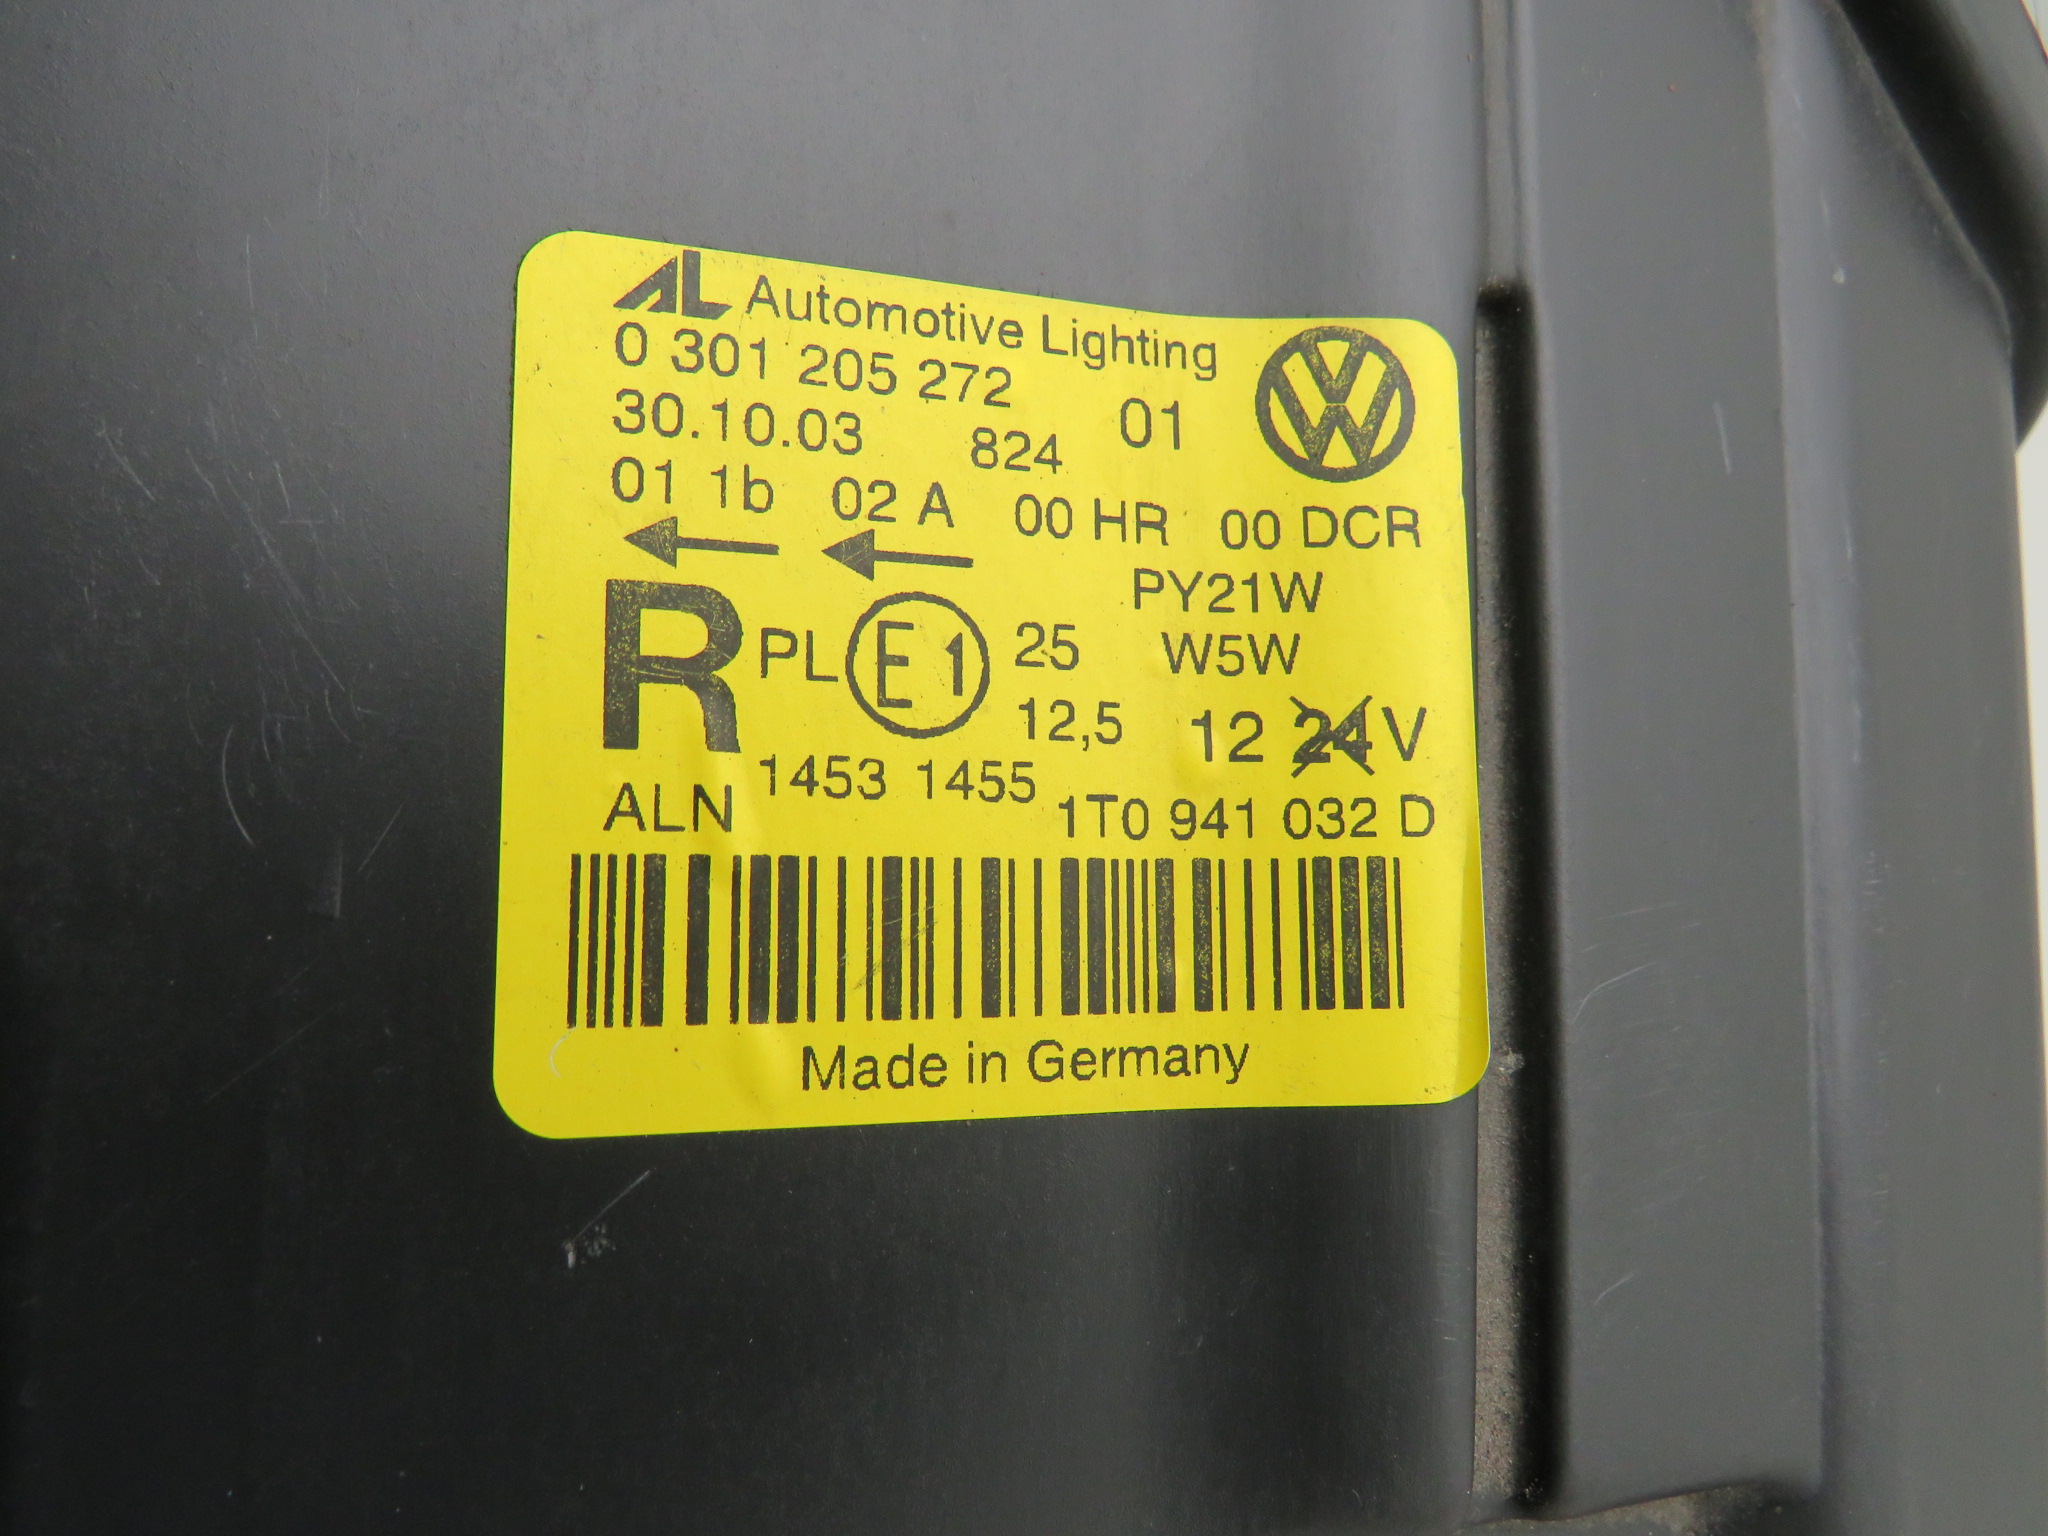 AL Automotive Lighting
0 301 205 272
30.10.03 824 01
01 1b 02 A 00 HR 00 DCR
PY21W
R PL E1 25 W5W
12,5 12 24 V
ALN 1453 1455 1T0 941 032 D
Made in Germany